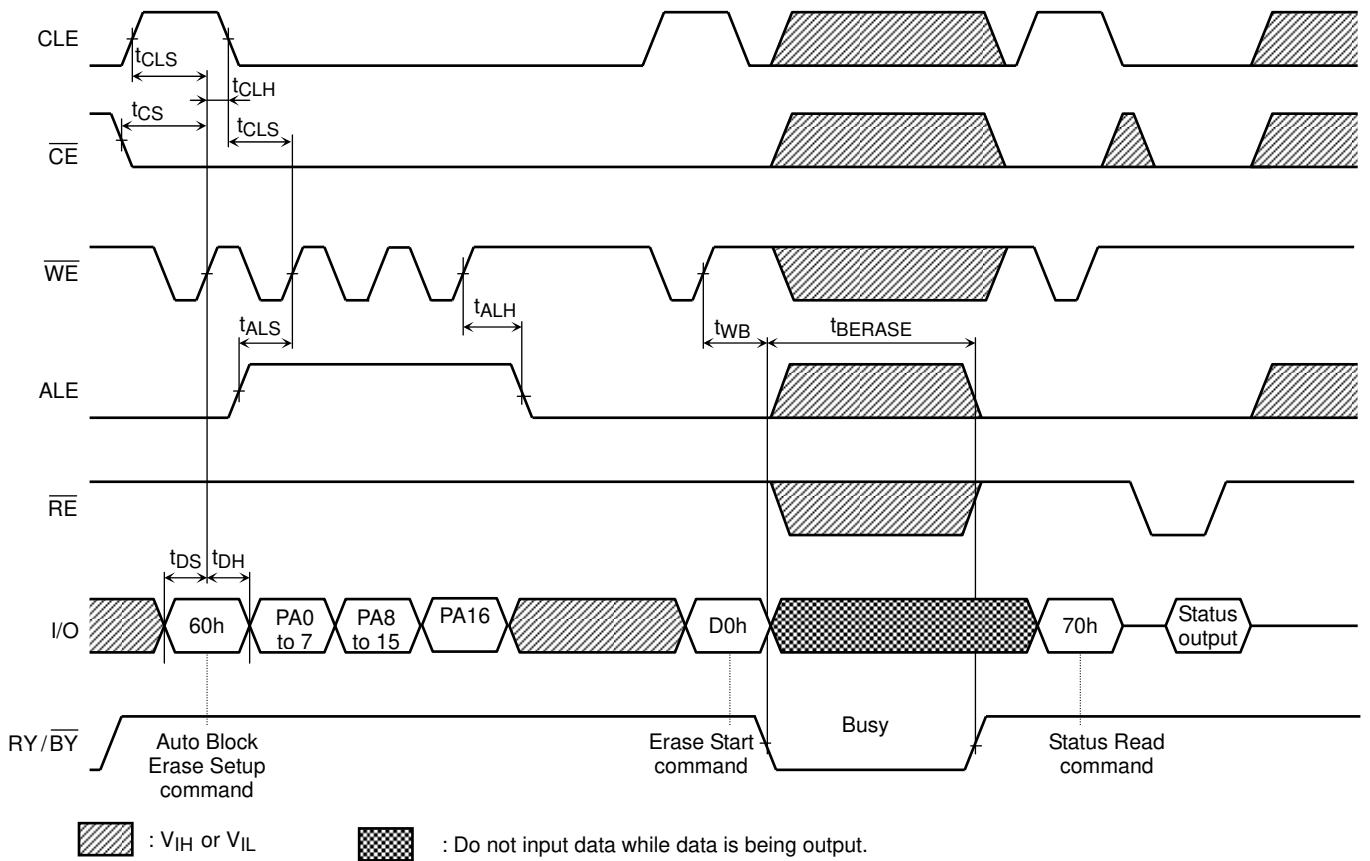 CLE
tCLS
tCLH
tCS
tCLS
CE
WE
tALS
tALH
tWB
tBERASE
ALE
RE
tDS
tDH
I/O
60h
PA0
to 7
PA8
to 15
PA16
D0h
70h
Status
output
RY/BY
Busy
Auto Block
Erase Setup
command
Erase Start
command
Status Read
command
: VIH or VIL
: Do not input data while data is being output.